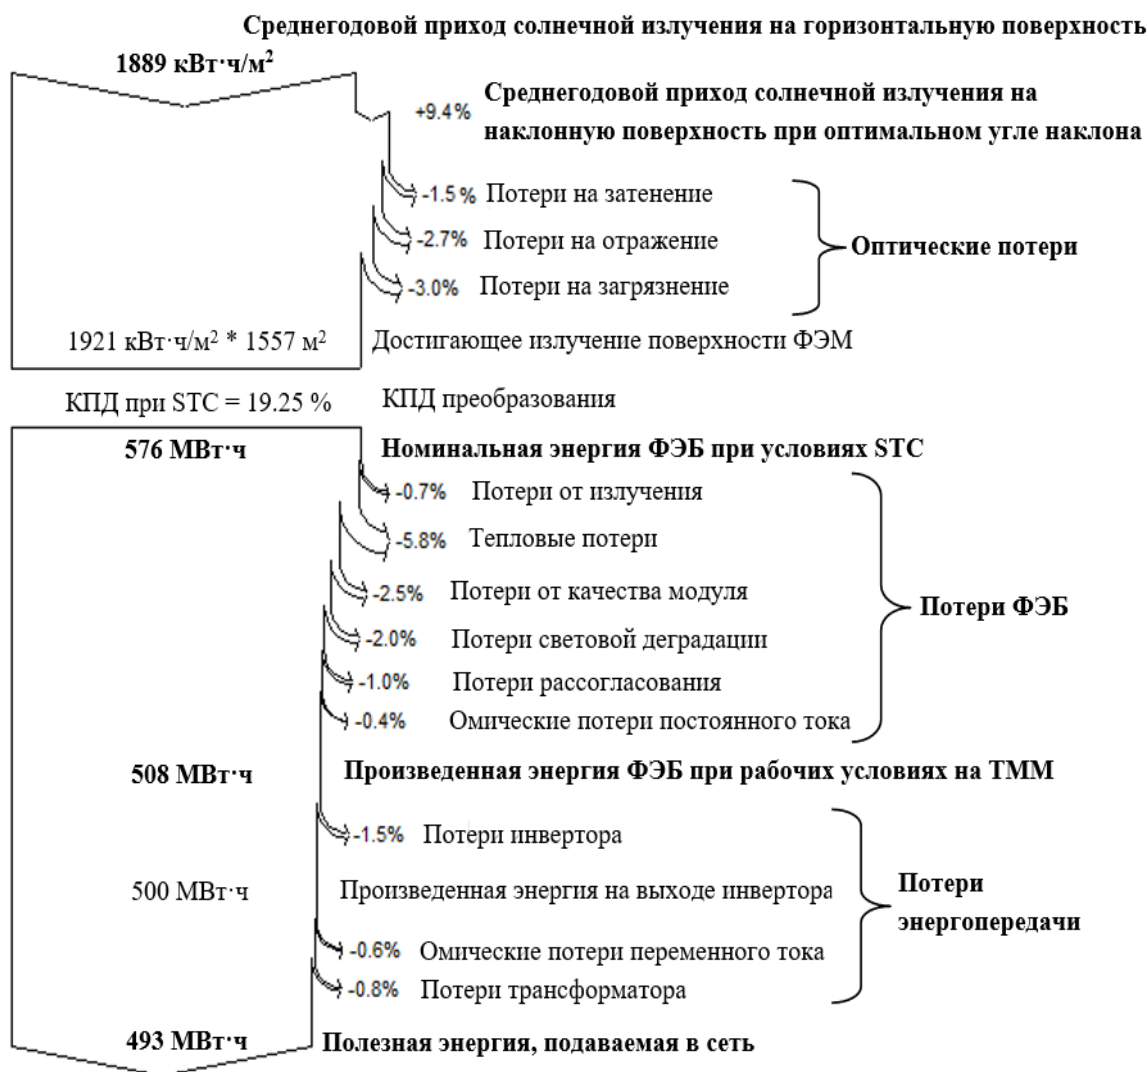 Среднегодовой приход солнечной излучения на горизонтальную поверхность
1889 кВт·ч/м²
+9.4%
Среднегодовой приход солнечной излучения на
наклонную поверхность при оптимальном угле наклона
-1.5 % Потери на затенение
-2.7% Потери на отражение
Оптические потери
-3.0% Потери на загрязнение
1921 кВт·ч/м² * 1557 м² Достигающее излучение поверхности ФЭМ
КПД при STC = 19.25 % КПД преобразования
576 МВт·ч Номинальная энергия ФЭБ при условиях STC
-0.7% Потери от излучения
-5.8% Тепловые потери
-2.5% Потери от качества модуля
Потери ФЭБ
-2.0% Потери световой деградации
-1.0% Потери рассогласования
-0.4% Омические потери постоянного тока
508 МВт·ч Произведенная энергия ФЭБ при рабочих условиях на ТММ
-1.5% Потери инвертора
500 МВт·ч Произведенная энергия на выходе инвертора
Потери
энергопередачи
-0.6% Омические потери переменного тока
-0.8% Потери трансформатора
493 МВт·ч Полезная энергия, подаваемая в сеть